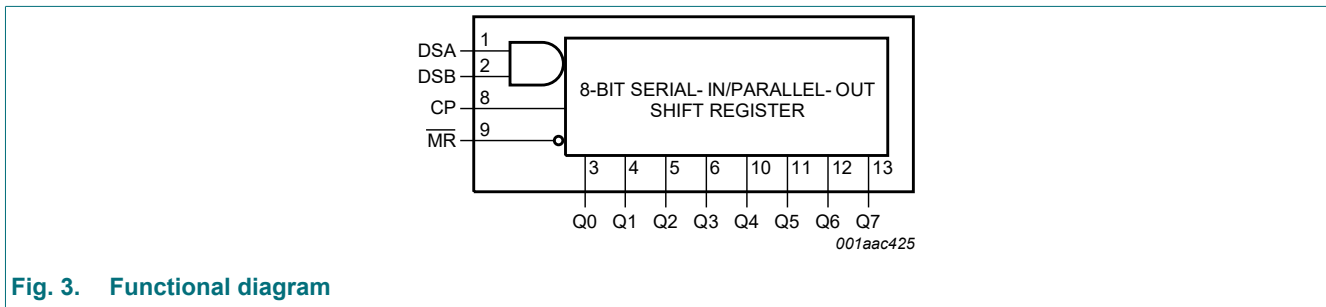 DSA
1
DSB
2
CP
8
MR
9
8-BIT SERIAL- IN/PARALLEL- OUT
SHIFT REGISTER
3 4 5 6 10 11 12 13
Q0 Q1 Q2 Q3 Q4 Q5 Q6 Q7
001aac425
Fig. 3. Functional diagram